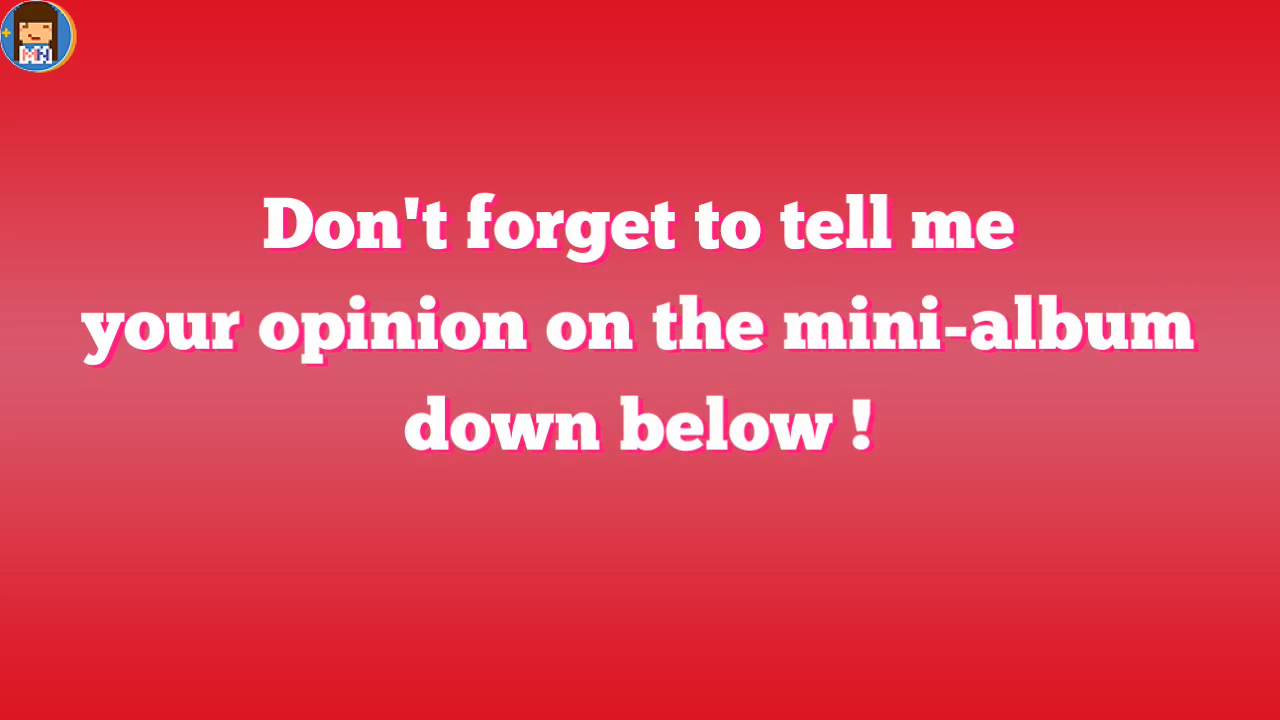 Don't forget to tell me
your opinion on the mini-album
down below !